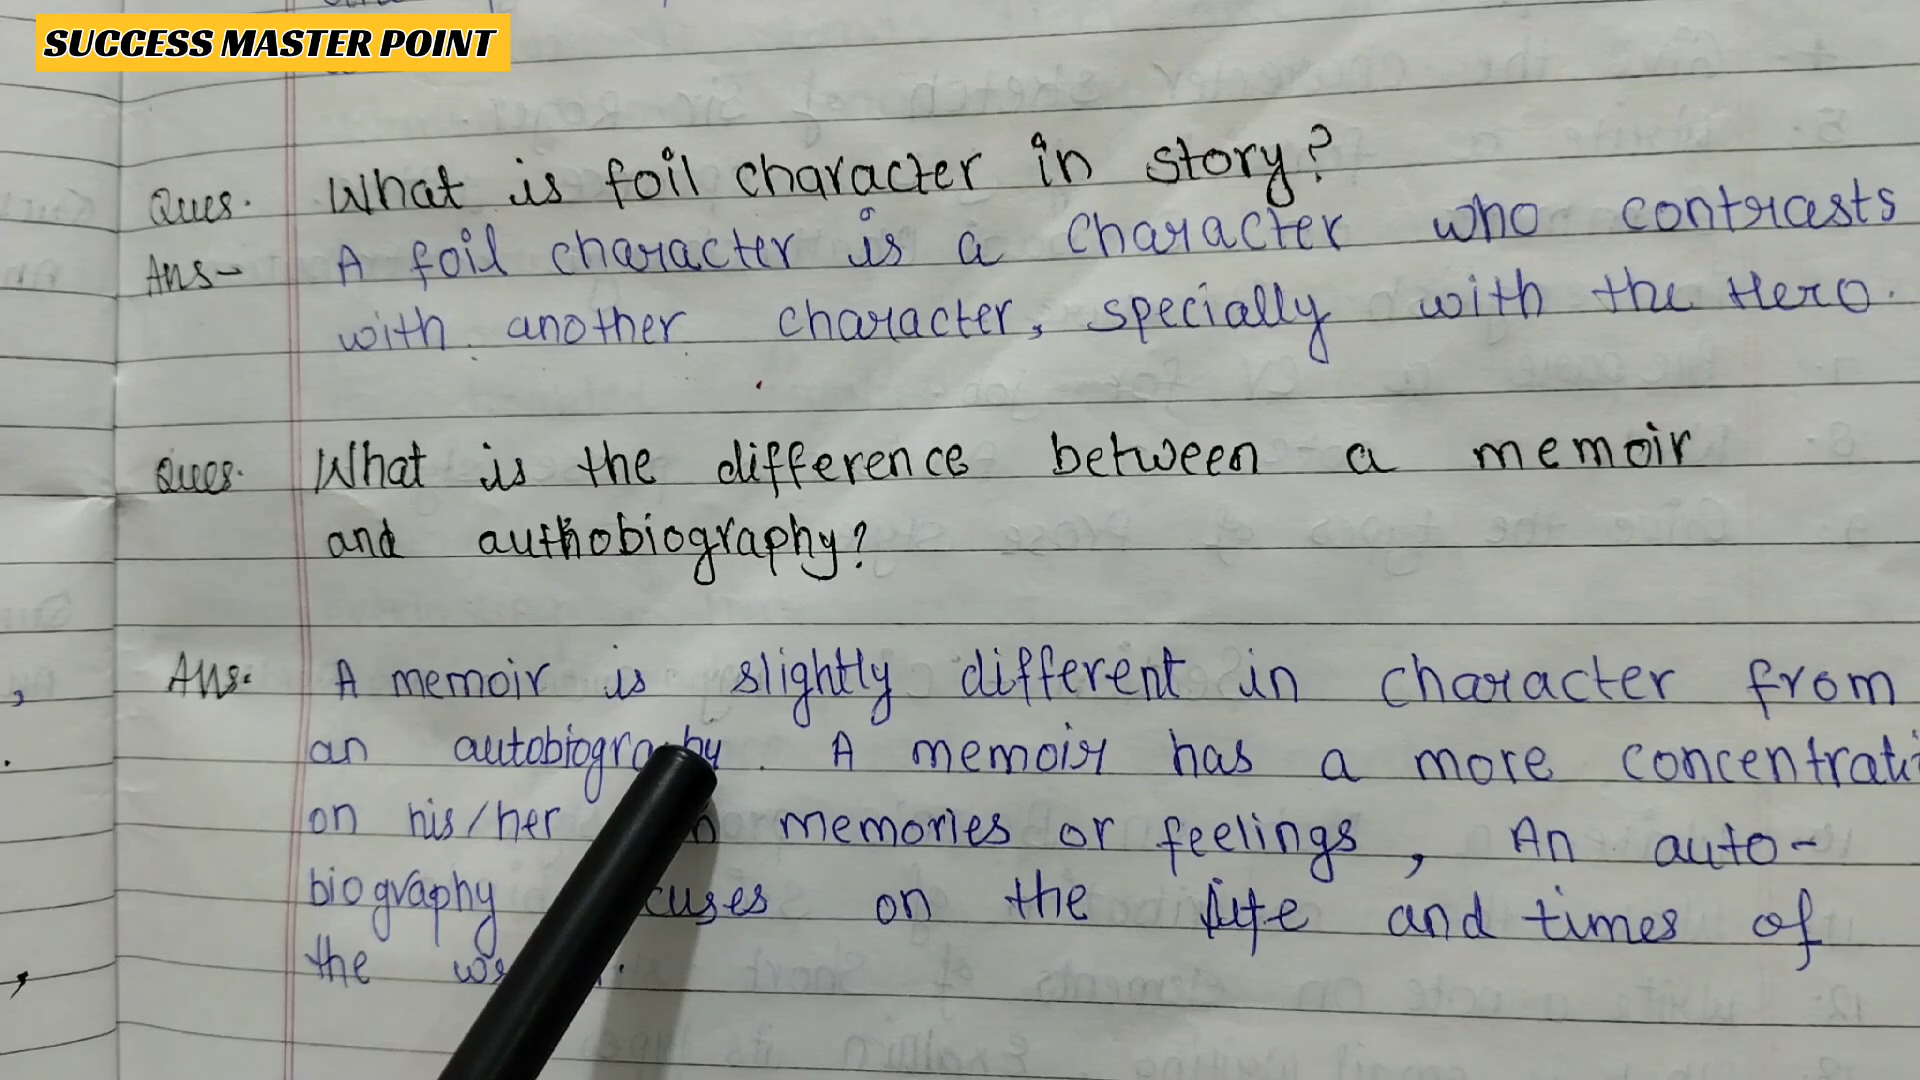 SUCCESS MASTER POINT
Ques. What is foil character in story?
Ans- A foil character is a character who contrasts
with another character, specially with the Hero.
Ques. What is the difference between a memoir
and authobiography?
Ans. A memoir is slightly different in character from
an autobiography. A memoir has a more concentrati
on his/her memories or feelings, An auto-
biography on the life and times of
the